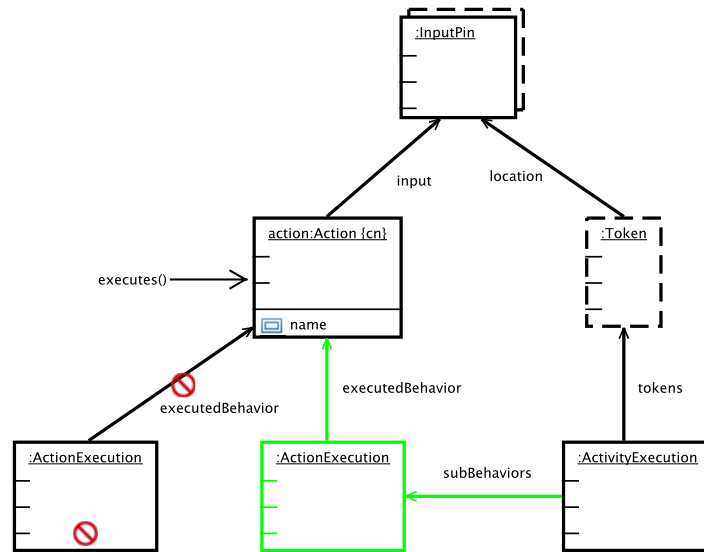 :InputPin
input
location
action:Action {cn}
:Token
executes()
name
executedBehavior
executedBehavior
tokens
:ActionExecution
:ActionExecution
subBehaviors
:ActivityExecution